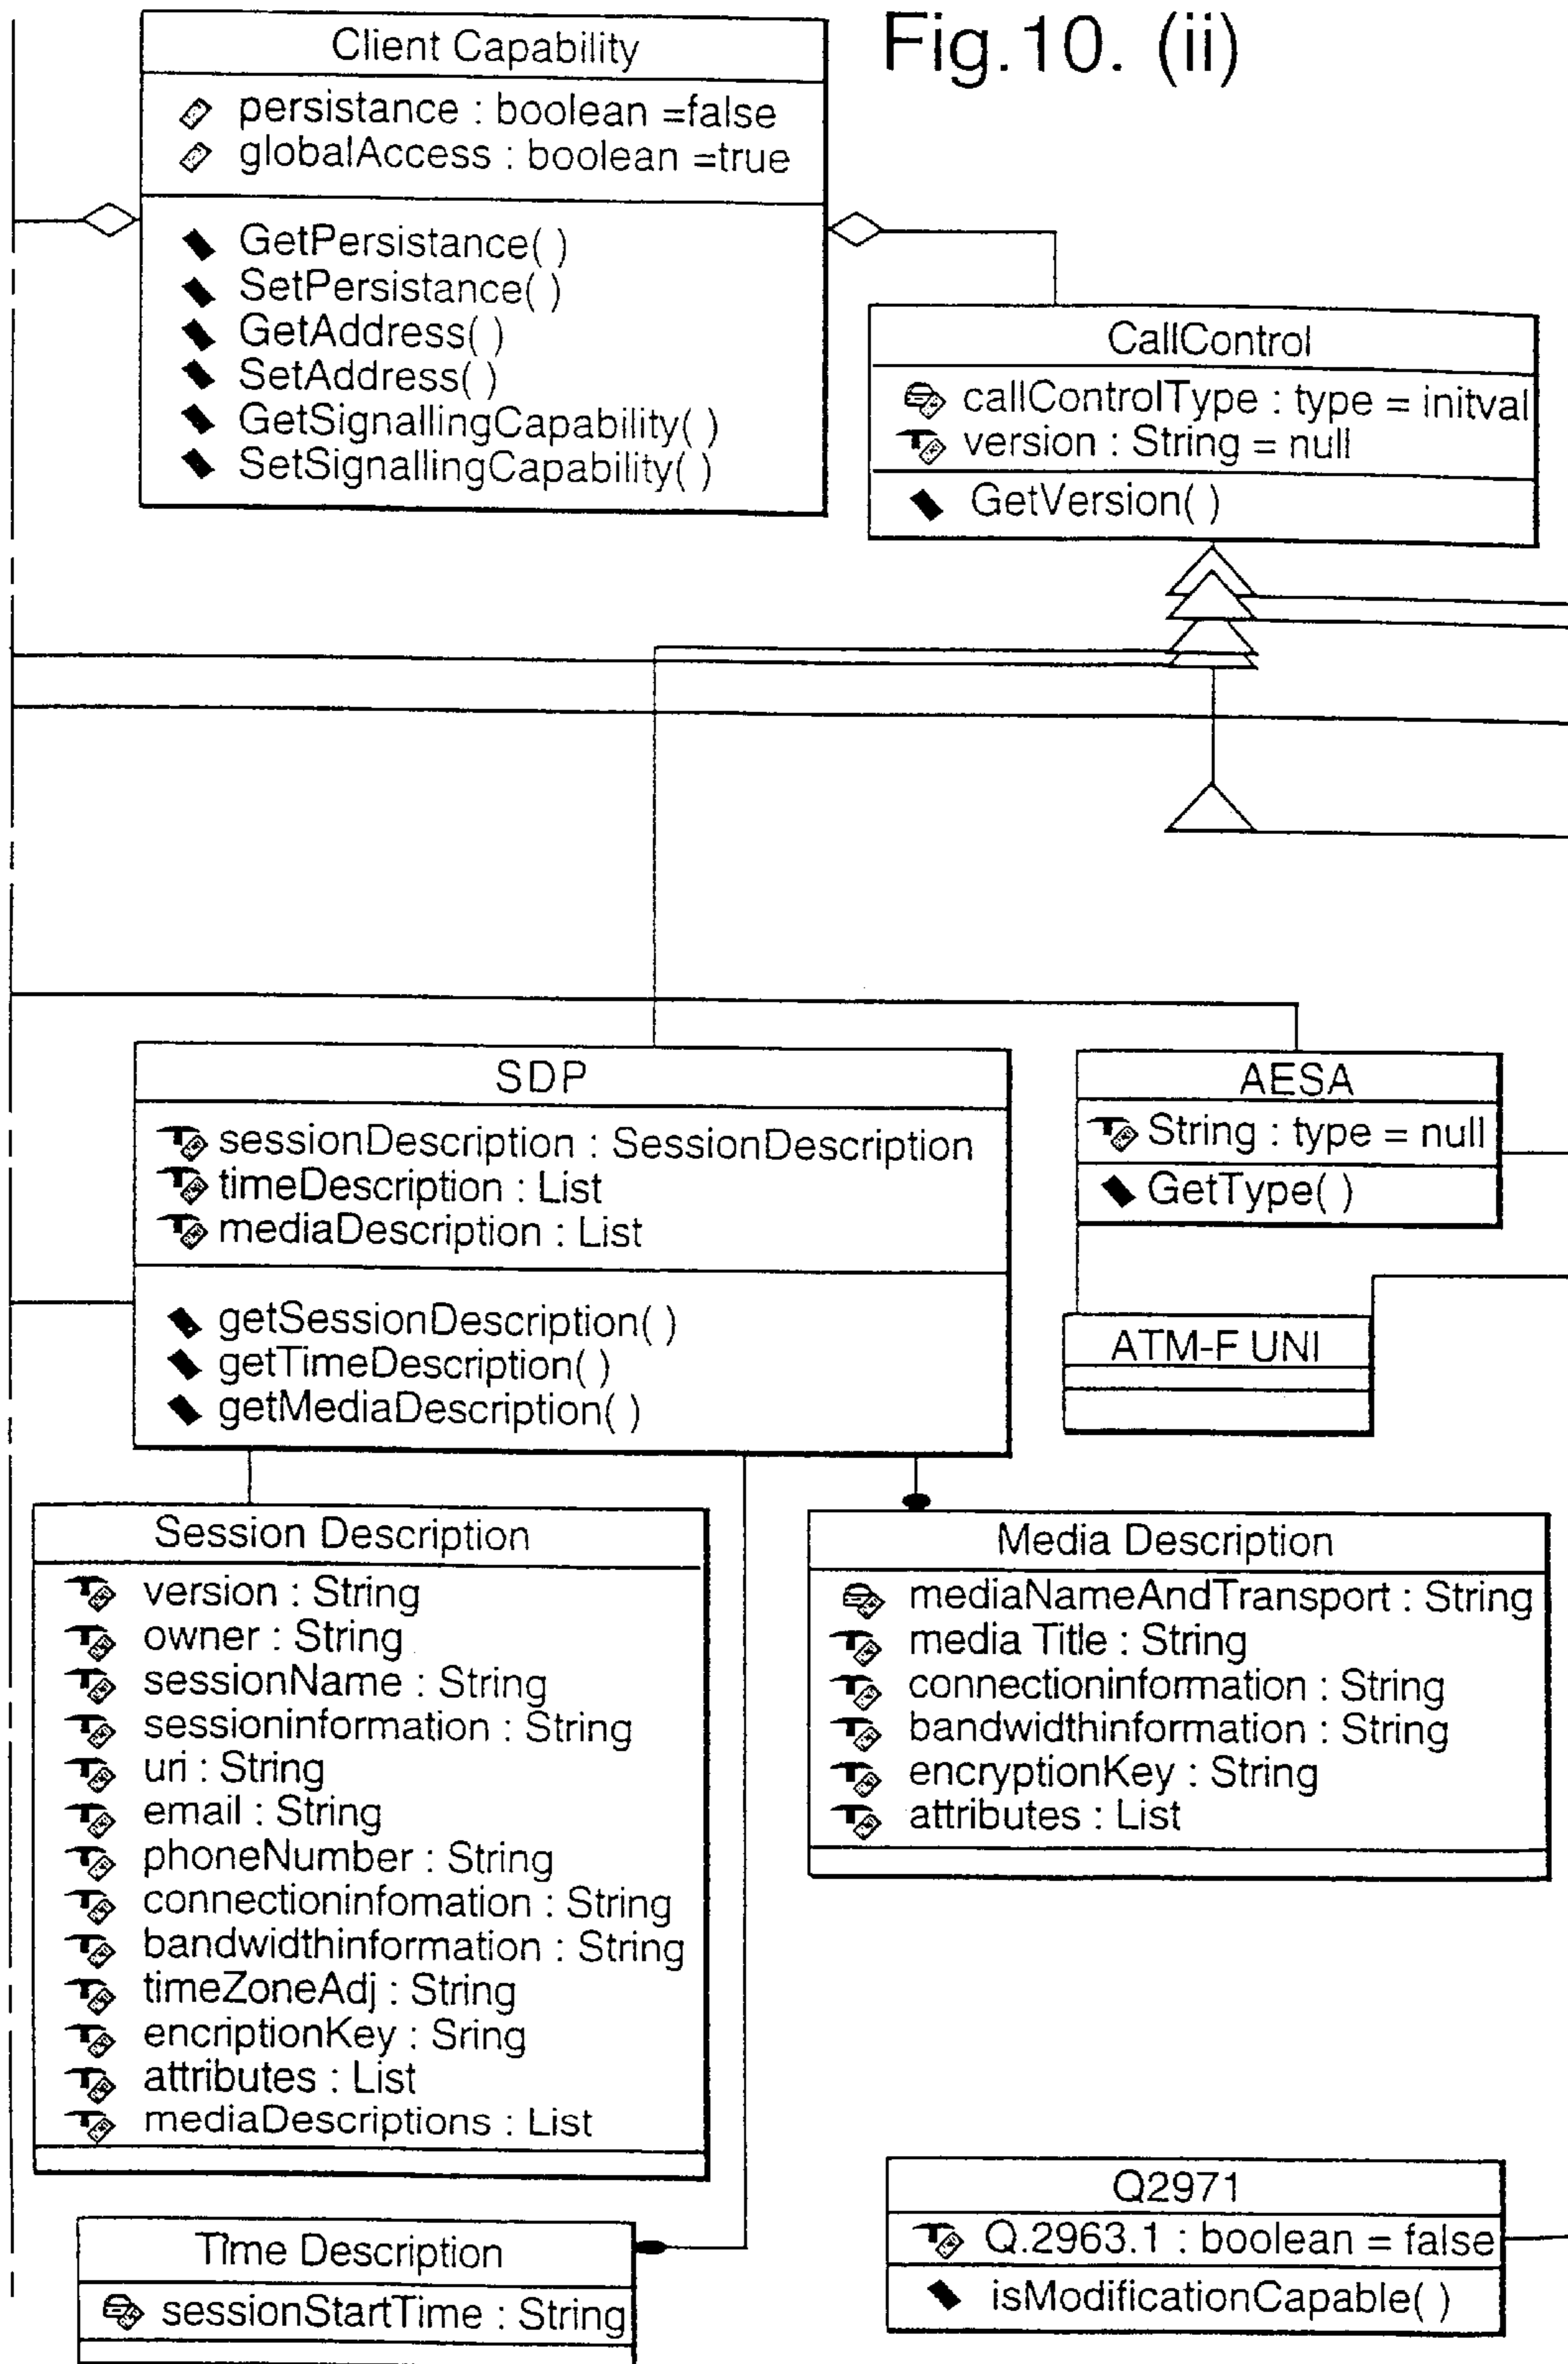 Fig.10. (ii)
Client Capability
persistance : boolean =false
globalAccess : boolean =true
GetPersistance( )
SetPersistance( )
GetAddress( )
SetAddress( )
GetSignallingCapability( )
SetSignallingCapability( )
CallControl
callControlType : type = initval
version : String = null
GetVersion( )
SDP
sessionDescription : SessionDescription
timeDescription : List
mediaDescription : List
getSessionDescription( )
getTimeDescription( )
getMediaDescription( )
AESA
String : type = null
GetType( )
ATM-F UNI
Session Description
version : String
owner : String
sessionName : String
sessioninformation : String
uri : String
email : String
phoneNumber : String
connectioninfomation : String
bandwidthinformation : String
timeZoneAdj : String
encriptionKey : Sring
attributes : List
mediaDescriptions : List
Media Description
mediaNameAndTransport : String
media Title : String
connectioninformation : String
bandwidthinformation : String
encryptionKey : String
attributes : List
Time Description
sessionStartTime : String
Q2971
Q.2963.1 : boolean = false
isModificationCapable( )